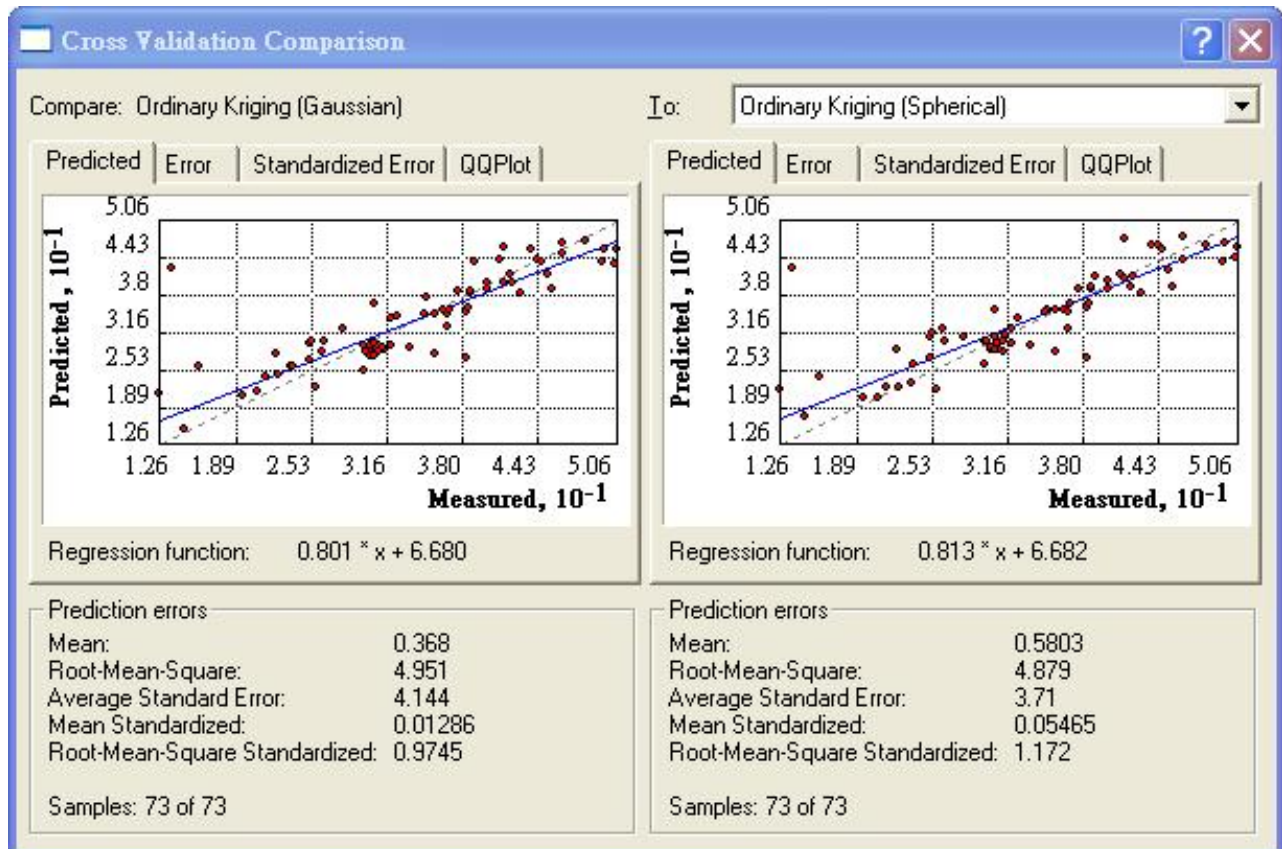 Cross Validation Comparison
Compare: Ordinary Kriging (Gaussian)
To: Ordinary Kriging (Spherical)
Predicted Error Standardized Error QQPlot
Predicted, 10-1
5.06
4.43
3.8
3.16
2.53
1.89
1.26
1.26 1.89 2.53 3.16 3.80 4.43 5.06
Measured, 10-1
Regression function: 0.801 * x + 6.680
Prediction errors
Mean: 0.368
Root-Mean-Square: 4.951
Average Standard Error: 4.144
Mean Standardized: 0.01286
Root-Mean-Square Standardized: 0.9745
Samples: 73 of 73
Predicted Error Standardized Error QQPlot
Predicted, 10-1
5.06
4.43
3.8
3.16
2.53
1.89
1.26
1.26 1.89 2.53 3.16 3.80 4.43 5.06
Measured, 10-1
Regression function: 0.813 * x + 6.682
Prediction errors
Mean: 0.5803
Root-Mean-Square: 4.879
Average Standard Error: 3.71
Mean Standardized: 0.05465
Root-Mean-Square Standardized: 1.172
Samples: 73 of 73